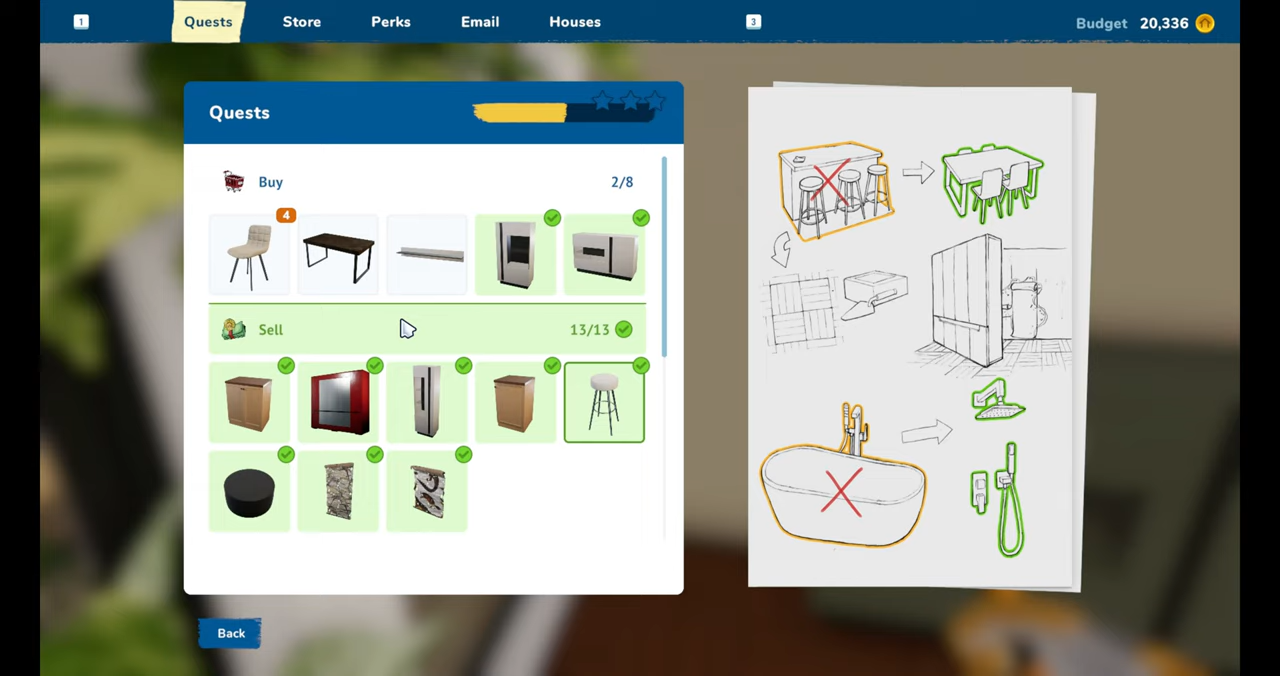 1 Quests Store Perks Email Houses 3 Budget 20,336
Quests
Buy 2/8
4
Sell 13/13
Back